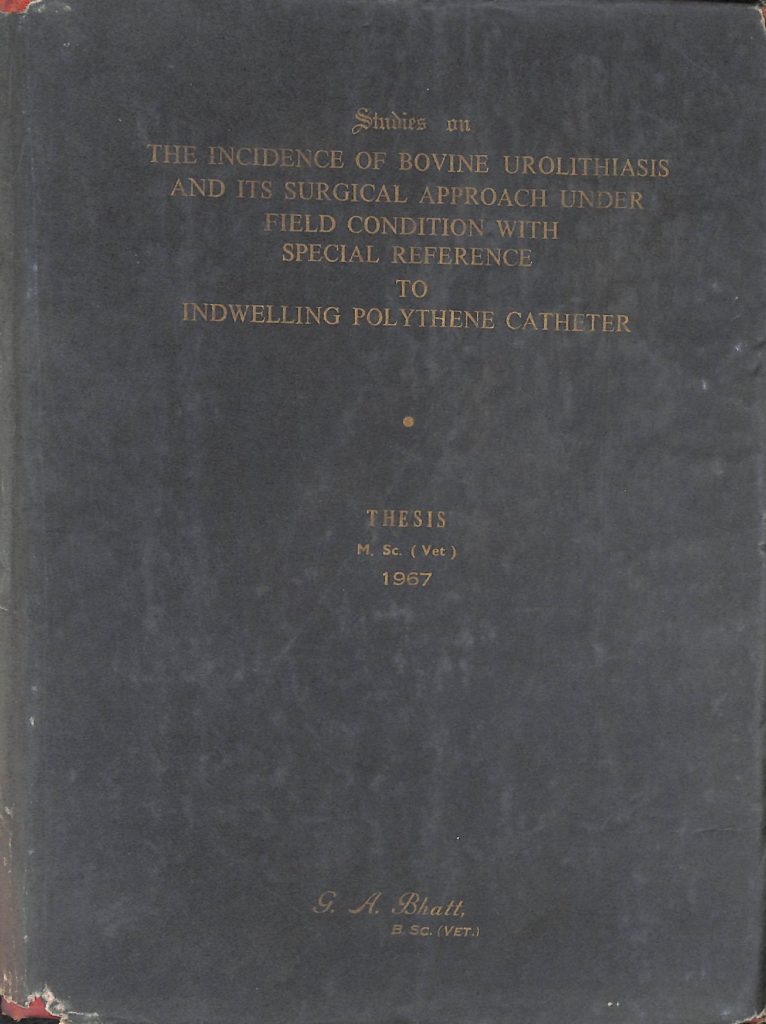 Studies on
THE INCIDENCE OF BOVINE UROLITHIASIS
AND ITS SURGICAL APPROACH UNDER
FIELD CONDITION WITH
SPECIAL REFERENCE
TO
INDWELLING POLYTHENE CATHETER
THESIS
M. Sc. ( Vet )
1967
G. A. Bhatt,
B. SC. (VET.)